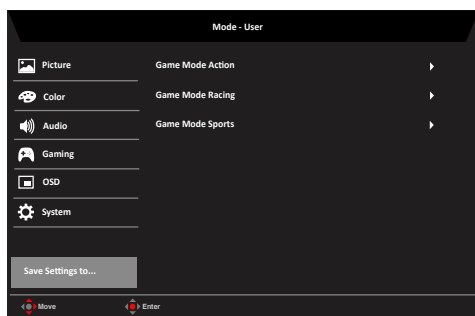 Mode - User
Picture
Game Mode Action
Color
Game Mode Racing
Audio
Game Mode Sports
Gaming
OSD
System
Save Settings to...
Move
Enter